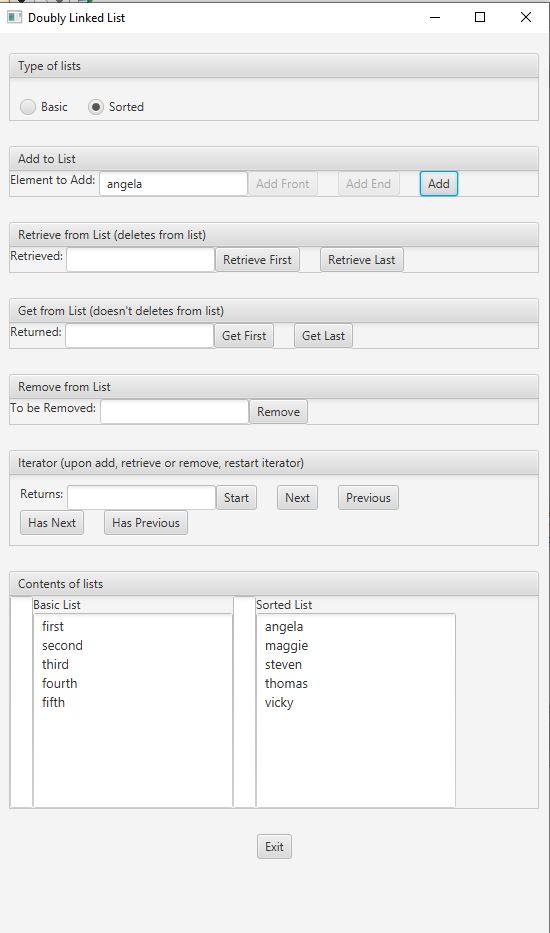 Doubly Linked List
Type of lists
Basic Sorted
Add to List
Element to Add: angela Add Front Add End Add
Retrieve from List (deletes from list)
Retrieved: Retrieve First Retrieve Last
Get from List (doesn't deletes from list)
Returned: Get First Get Last
Remove from List
To be Removed: Remove
Iterator (upon add, retrieve or remove, restart iterator)
Returns: Start Next Previous
Has Next Has Previous
Contents of lists
Basic List Sorted List
first angela
second maggie
third steven
fourth thomas
fifth vicky
Exit